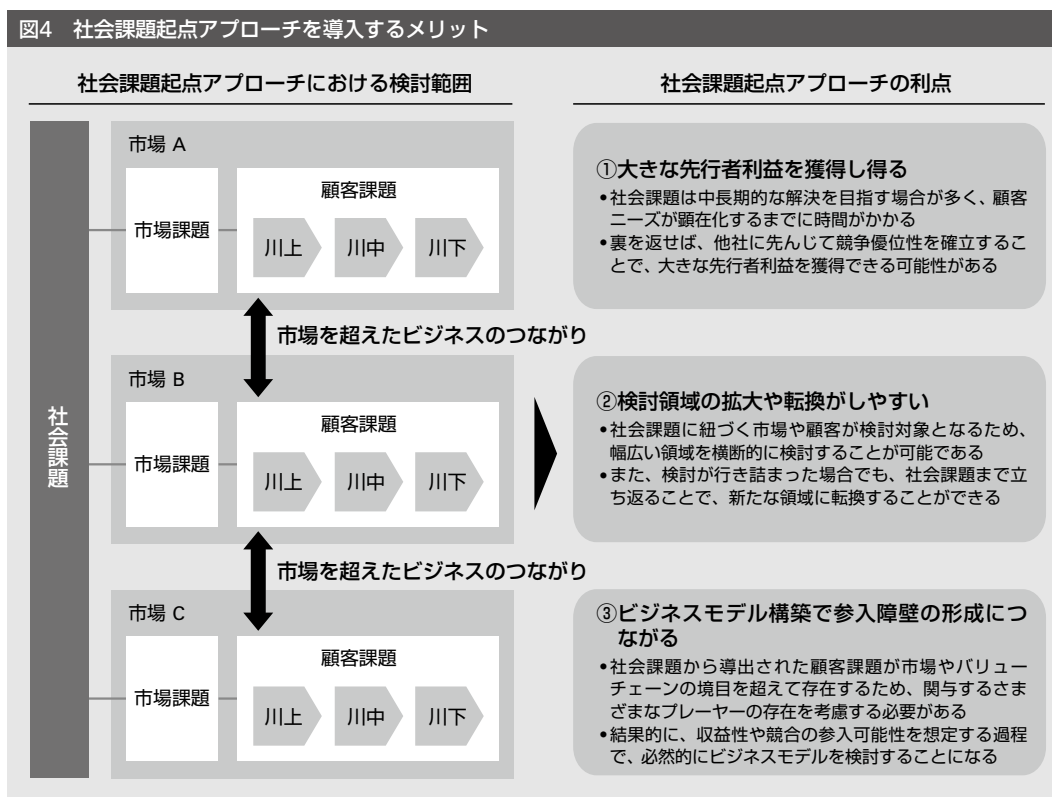 図4 社会課題起点アプローチを導入するメリット
社会課題起点アプローチにおける検討範囲
社会課題
市場 A
市場課題
顧客課題
川上
川中
川下
市場を超えたビジネスのつながり
市場 B
市場課題
顧客課題
川上
川中
川下
市場を超えたビジネスのつながり
市場 C
市場課題
顧客課題
川上
川中
川下
社会課題起点アプローチの利点
①大きな先行者利益を獲得し得る
•社会課題は中長期的な解決を目指す場合が多く、顧客
ニーズが顕在化するまでに時間がかかる
•裏を返せば、他社に先んじて競争優位性を確立するこ
とで、大きな先行者利益を獲得できる可能性がある
②検討領域の拡大や転換がしやすい
•社会課題に紐づく市場や顧客が検討対象となるため、
幅広い領域を横断的に検討することが可能である
•また、検討が行き詰まった場合でも、社会課題まで立
ち返ることで、新たな領域に転換することができる
③ビジネスモデル構築で参入障壁の形成につ
ながる
•社会課題から導出された顧客課題が市場やバリュー
チェーンの境目を超えて存在するため、関与するさま
ざまなプレーヤーの存在を考慮する必要がある
•結果的に、収益性や競合の参入可能性を想定する過程
で、必然的にビジネスモデルを検討することになる